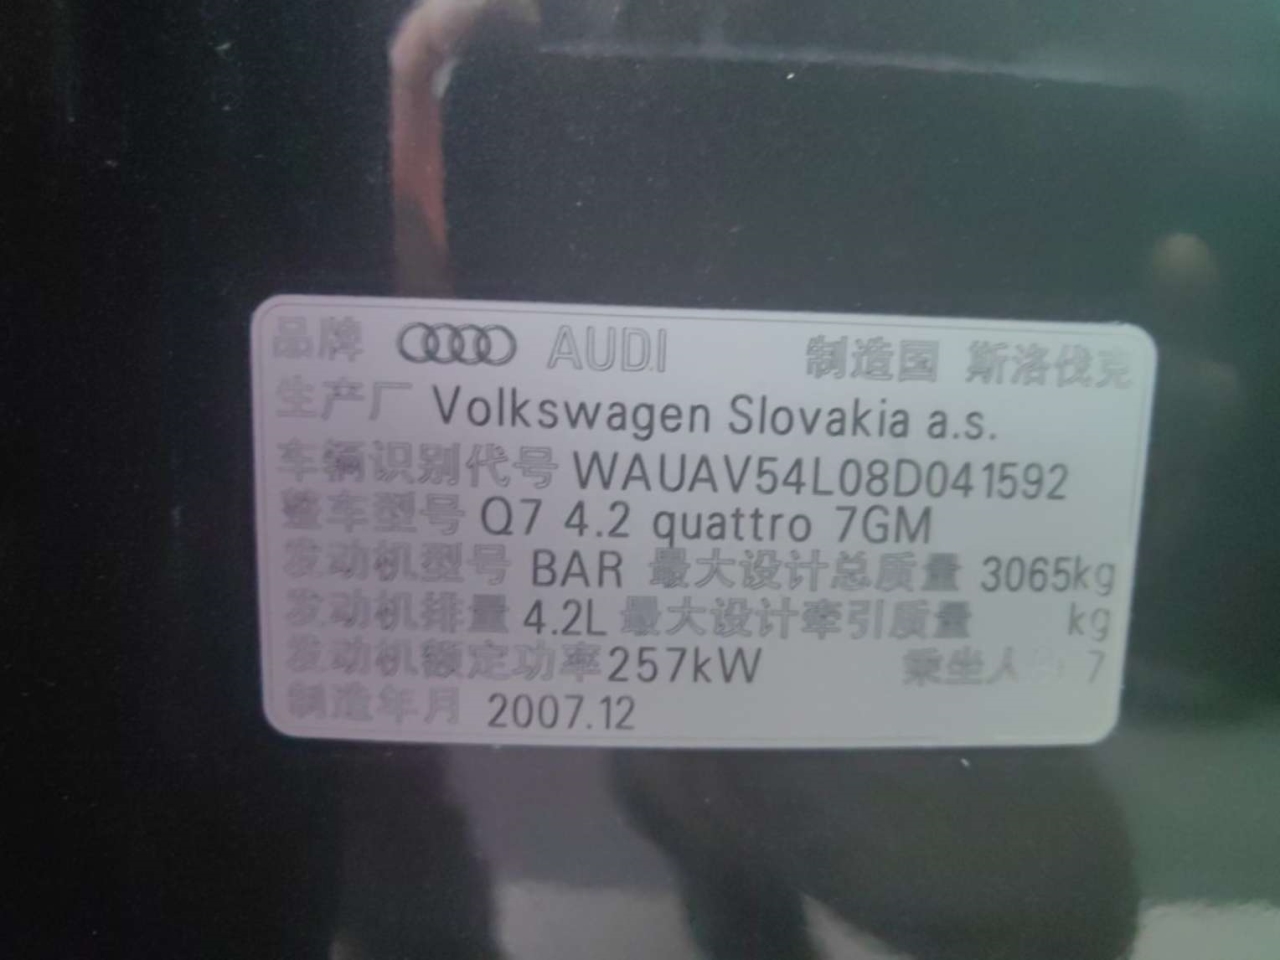 品牌 AUDI 制造国 斯洛伐克
生产厂 Volkswagen Slovakia a.s.
车辆识别代号 WAUAV54L08D041592
整车型号 Q7 4.2 quattro 7GM
发动机型号 BAR 最大设计总质量 3065kg
发动机排量 4.2L 最大设计牵引质量 kg
发动机额定功率 257kW 乘坐人 7
制造年月 2007.12